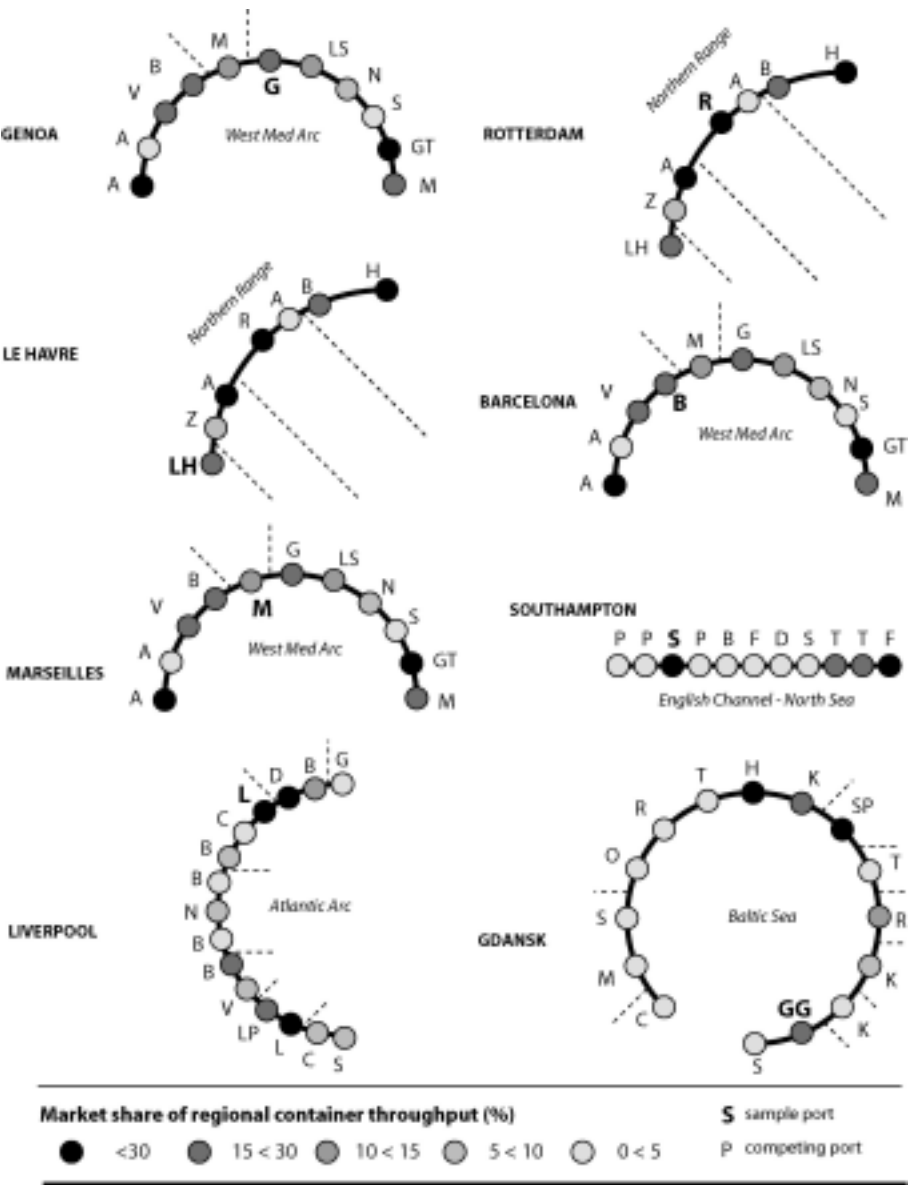 GENOA
A
A
V
B
M
G
LS
N
S
GT
M
West Med Arc
ROTTERDAM
Northern Range
LH
Z
A
R
A
B
H
LE HAVRE
Northern Range
LH
Z
A
R
A
B
H
BARCELONA
A
A
V
B
M
G
LS
N
S
GT
M
West Med Arc
MARSEILLES
A
A
V
B
M
G
LS
N
S
GT
M
West Med Arc
SOUTHAMPTON
P P S P B F D S T T F
English Channel - North Sea
LIVERPOOL
G
B
D
L
C
B
B
N
B
B
V
LP
L
C
S
Atlantic Arc
GDANSK
C
M
S
O
R
T
H
K
SP
T
R
K
K
GG
S
Baltic Sea
Market share of regional container throughput (%)
<30 15 < 30 10 < 15 5 < 10 0 < 5
S sample port
P competing port